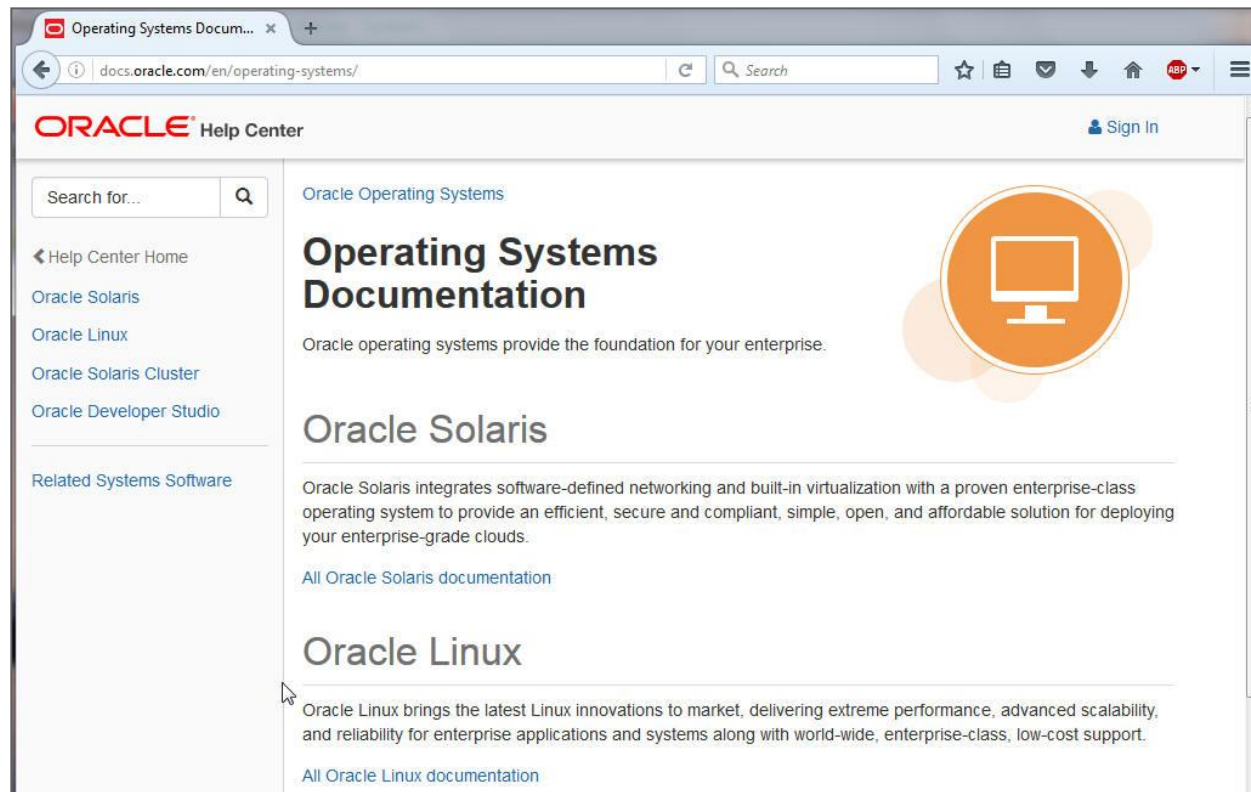 Operating Systems Docum...
docs.oracle.com/en/operating-systems/
Search
ABP
ORACLE® Help Center
Sign In
Search for...
Help Center Home
Oracle Solaris
Oracle Linux
Oracle Solaris Cluster
Oracle Developer Studio
Related Systems Software
Oracle Operating Systems
Operating Systems
Documentation
Oracle operating systems provide the foundation for your enterprise.
Oracle Solaris
Oracle Solaris integrates software-defined networking and built-in virtualization with a proven enterprise-class
operating system to provide an efficient, secure and compliant, simple, open, and affordable solution for deploying
your enterprise-grade clouds.
All Oracle Solaris documentation
Oracle Linux
Oracle Linux brings the latest Linux innovations to market, delivering extreme performance, advanced scalability,
and reliability for enterprise applications and systems along with world-wide, enterprise-class, low-cost support.
All Oracle Linux documentation